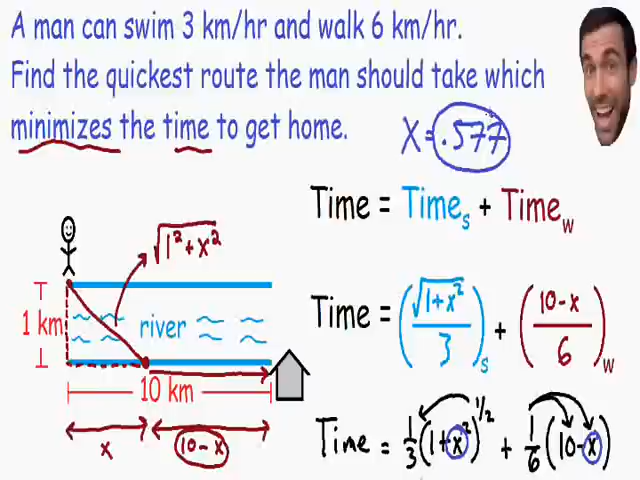 A man can swim 3 km/hr and walk 6 km/hr.
Find the quickest route the man should take which
minimizes the time to get home.
X = .577
Time = Timeₛ + Time_w
√(1² + x²)
1 km
river
10 km
x
10 - x
Time = (√(1+x²)/3)ₛ + ((10-x)/6)_w
Time = 1/3 (1+x²)^1/2 + 1/6 (10-x)